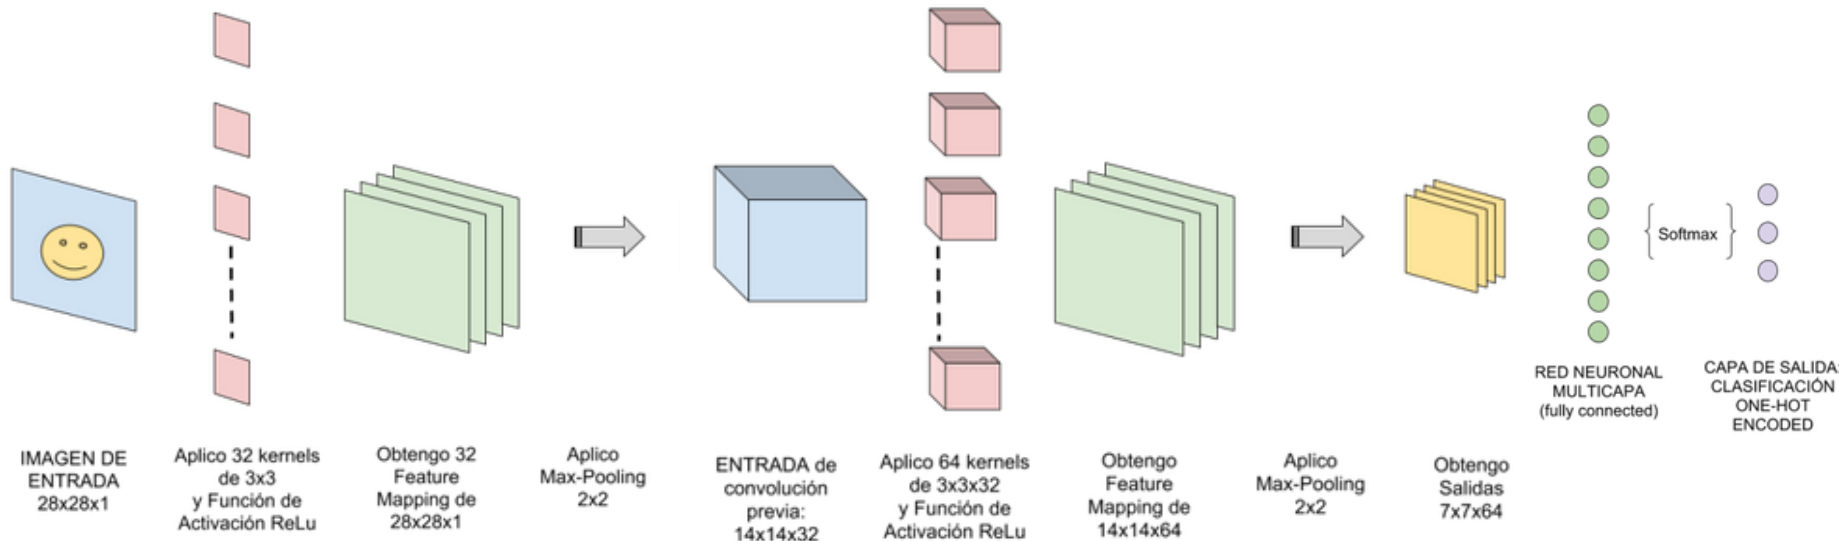 IMAGEN DE
ENTRADA
28x28x1
Aplico 32 kernels
de 3x3
y Función de
Activación ReLu
Obtengo 32
Feature
Mapping de
28x28x1
Aplico
Max-Pooling
2x2
ENTRADA de
convolución
previa:
14x14x32
Aplico 64 kernels
de 3x3x32
y Función de
Activación ReLu
Obtengo
Feature
Mapping de
14x14x64
Aplico
Max-Pooling
2x2
Obtengo
Salidas
7x7x64
RED NEURONAL
MULTICAPA
(fully connected)
Softmax
CAPA DE SALIDA:
CLASIFICACIÓN
ONE-HOT
ENCODED